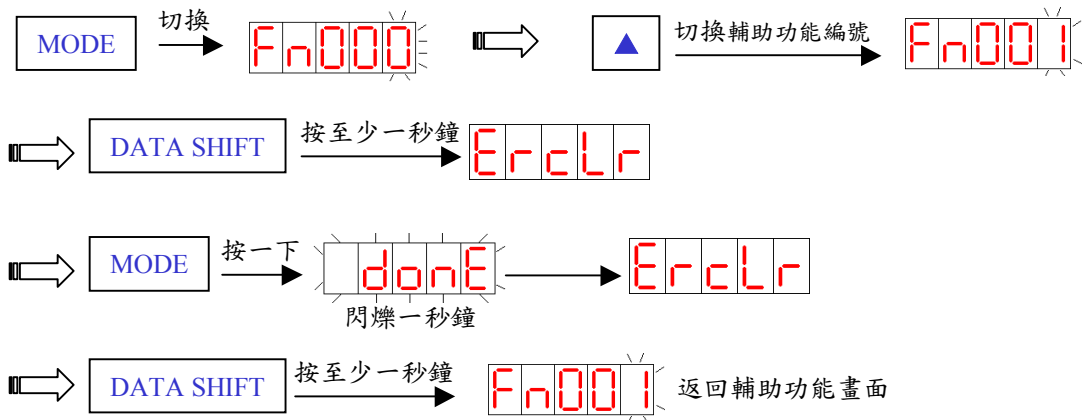 MODE 切換 Fn000 ▲ 切換輔助功能編號 Fn001
DATA SHIFT 按至少一秒鐘 ErcLr
MODE 按一下 donE ErcLr
閃爍一秒鐘
DATA SHIFT 按至少一秒鐘 Fn001 返回輔助功能畫面